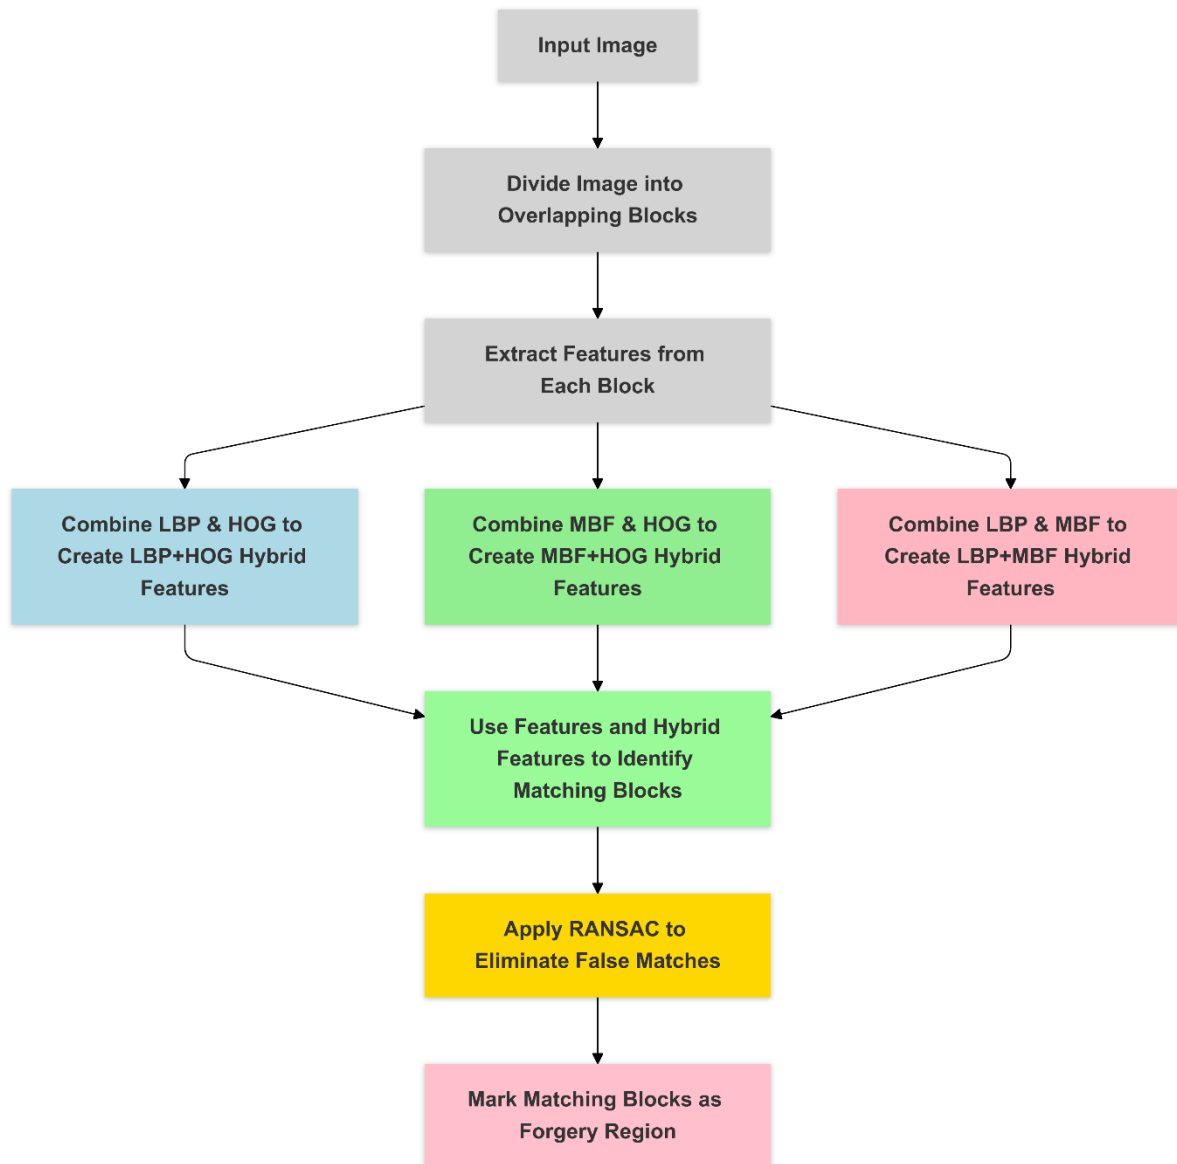 Input Image
Divide Image into
Overlapping Blocks
Extract Features from
Each Block
Combine LBP & HOG to
Create LBP+HOG Hybrid
Features
Combine MBF & HOG to
Create MBF+HOG Hybrid
Features
Combine LBP & MBF to
Create LBP+MBF Hybrid
Features
Use Features and Hybrid
Features to Identify
Matching Blocks
Apply RANSAC to
Eliminate False Matches
Mark Matching Blocks as
Forgery Region